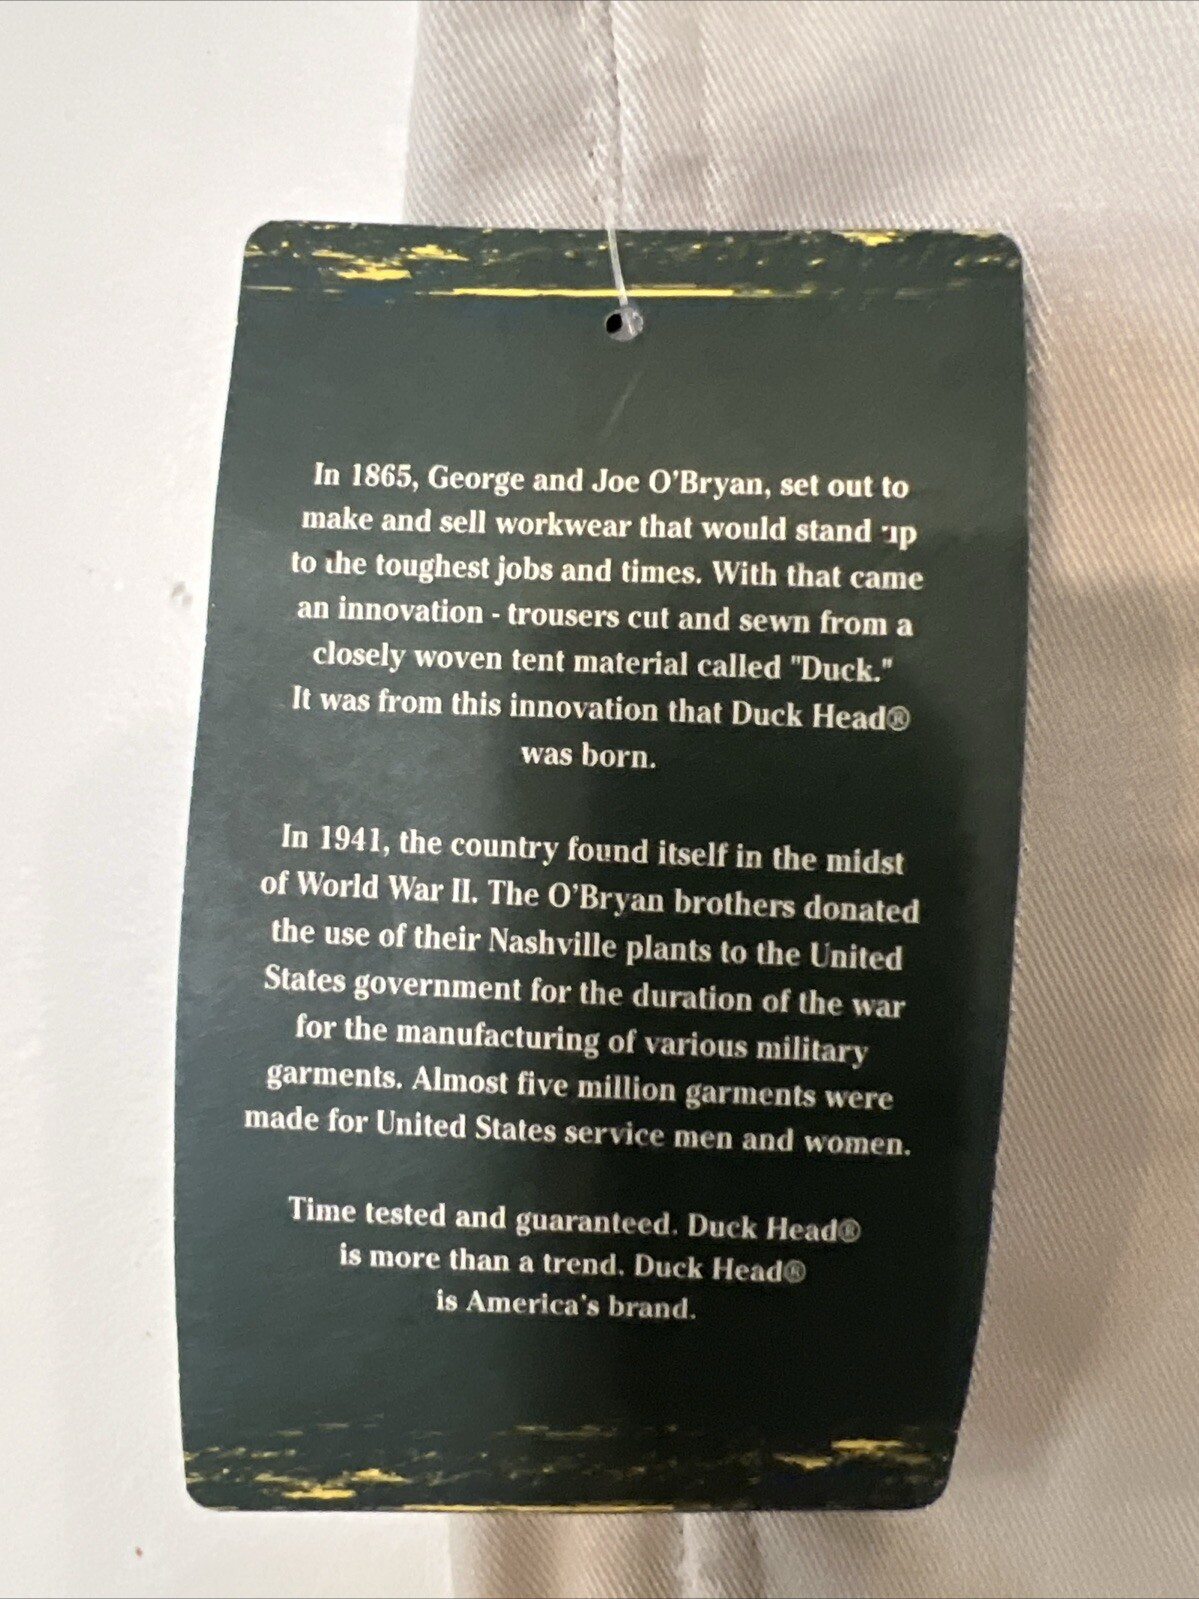 In 1865, George and Joe O'Bryan, set out to
make and sell workwear that would stand up
to the toughest jobs and times. With that came
an innovation - trousers cut and sewn from a
closely woven tent material called "Duck."
It was from this innovation that Duck Head®
was born.
In 1941, the country found itself in the midst
of World War II. The O'Bryan brothers donated
the use of their Nashville plants to the United
States government for the duration of the war
for the manufacturing of various military
garments. Almost five million garments were
made for United States service men and women.
Time tested and guaranteed. Duck Head®
is more than a trend. Duck Head®
is America's brand.